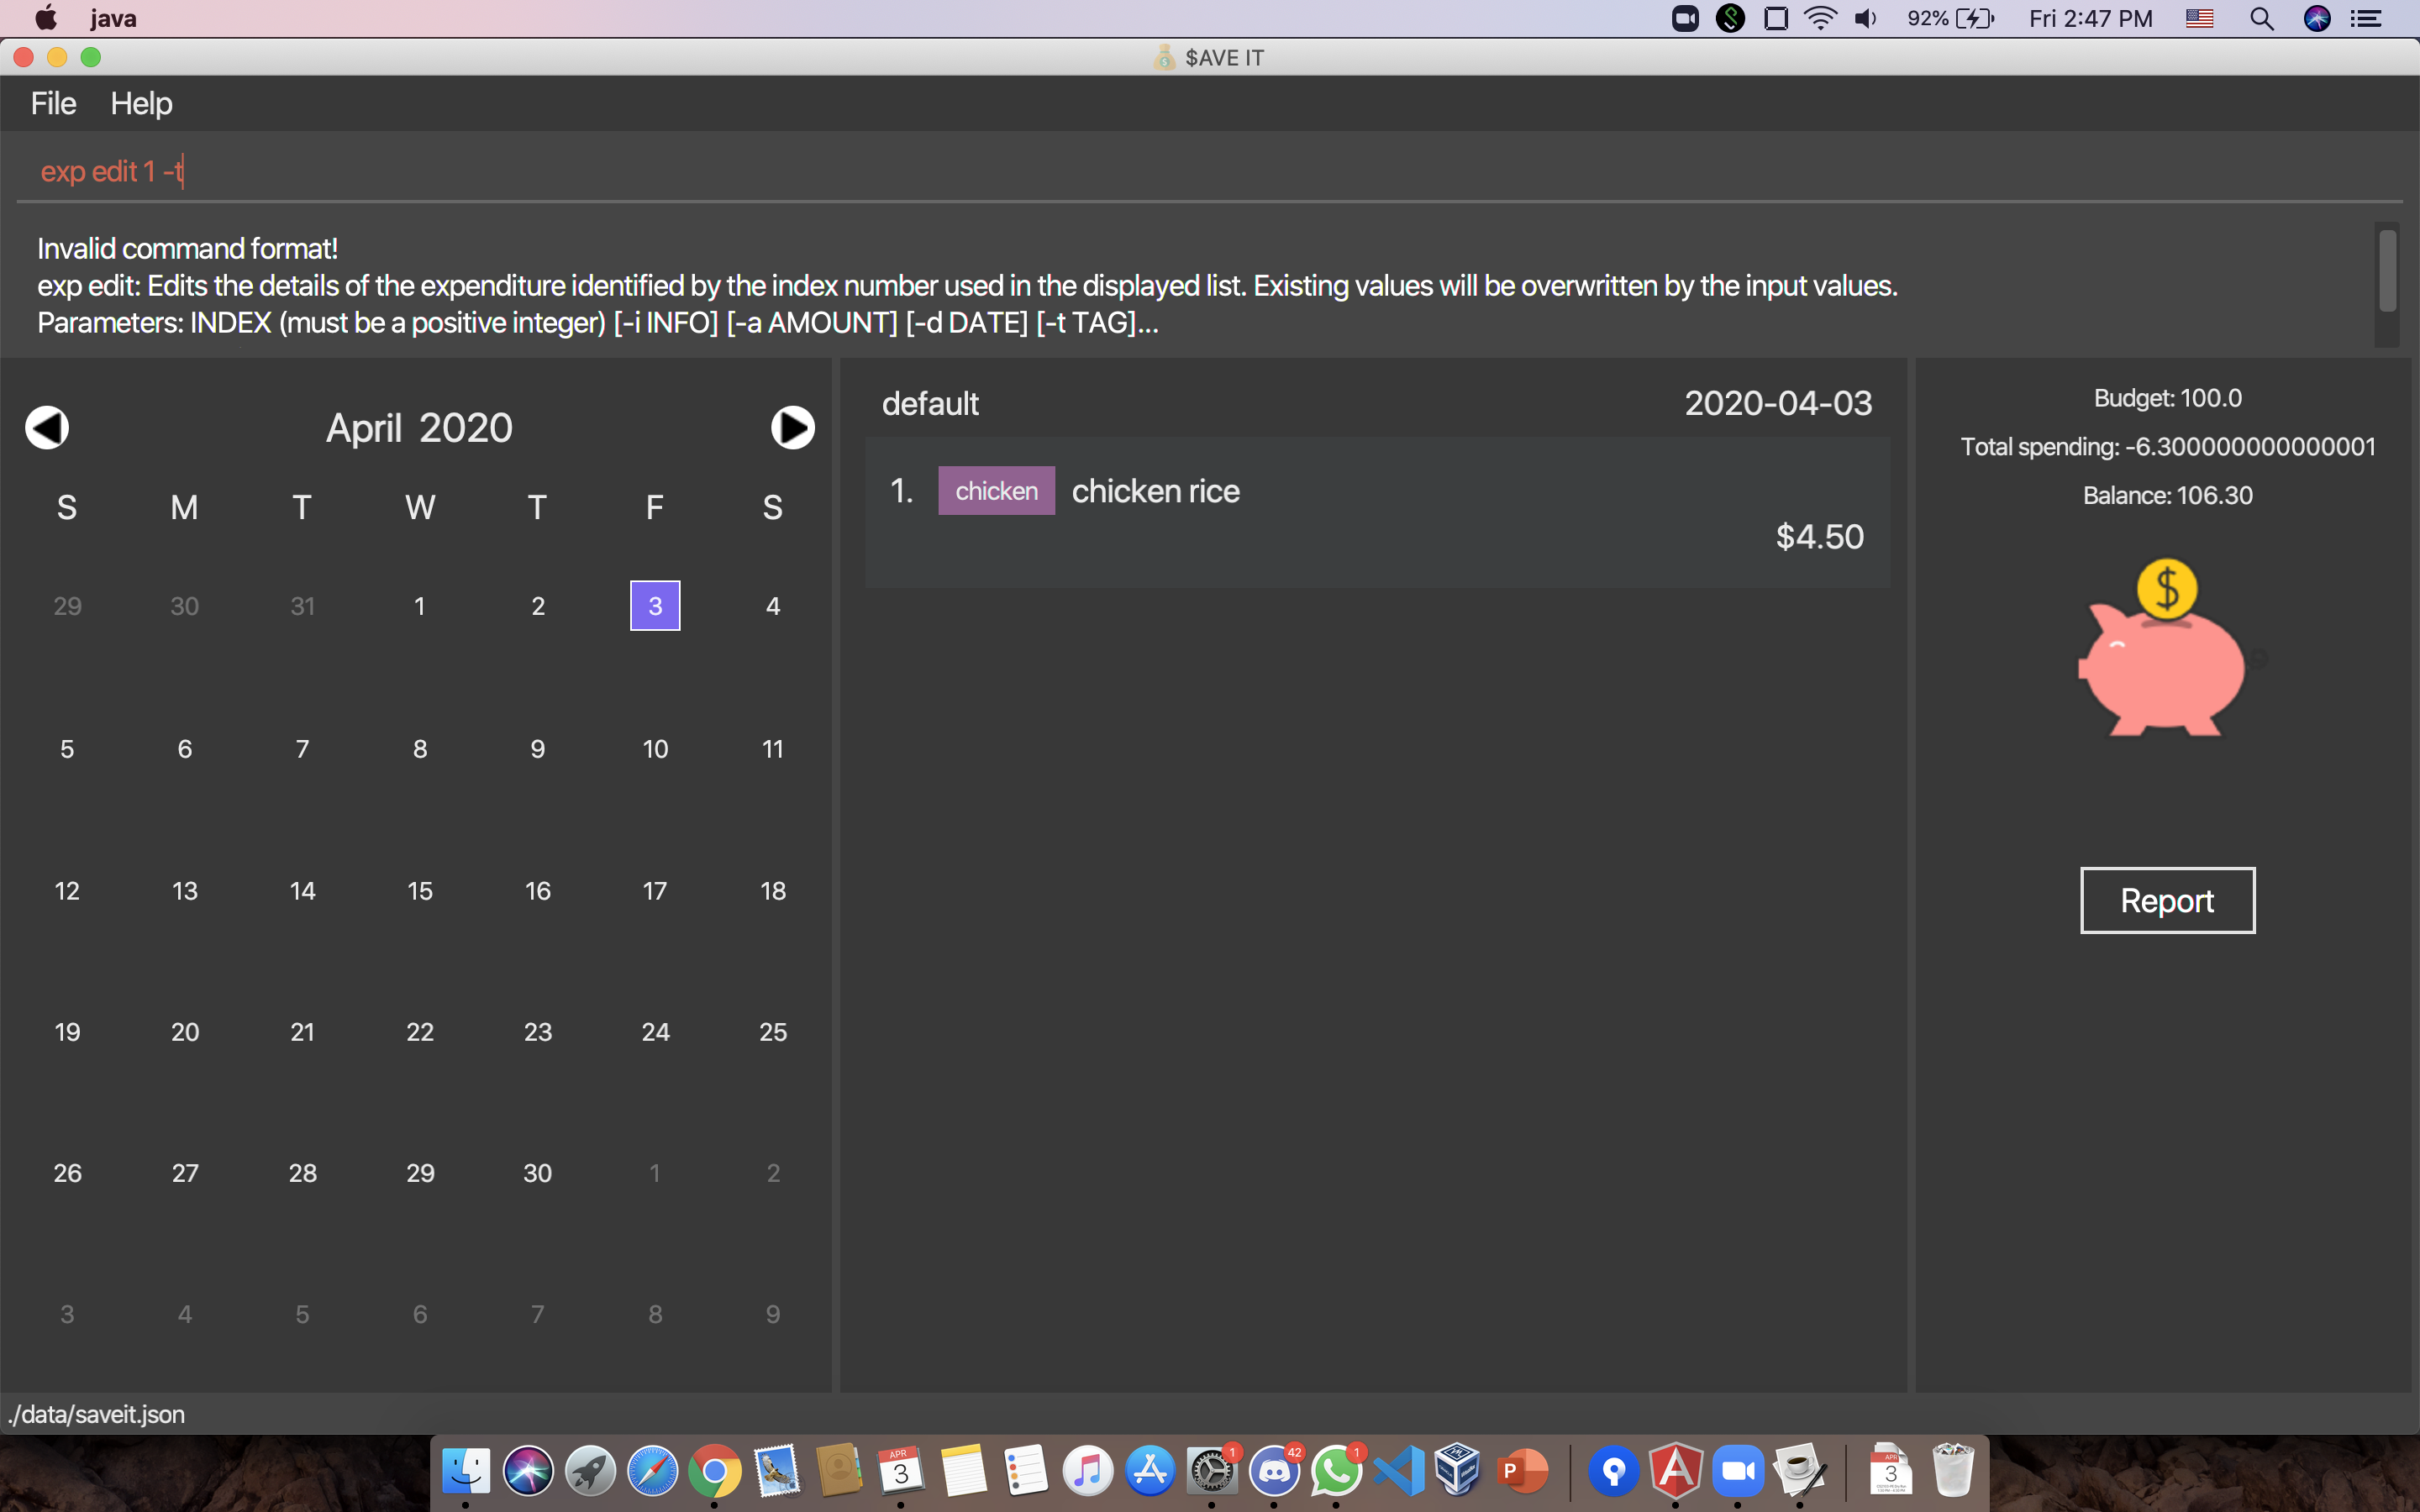 java
92%
Fri 2:47 PM
$AVE IT
File Help
exp edit 1 -t
Invalid command format!
exp edit: Edits the details of the expenditure identified by the index number used in the displayed list. Existing values will be overwritten by the input values.
Parameters: INDEX (must be a positive integer) [-i INFO] [-a AMOUNT] [-d DATE] [-t TAG]...
April 2020
S M T W T F S
29 30 31 1 2 3 4
5 6 7 8 9 10 11
12 13 14 15 16 17 18
19 20 21 22 23 24 25
26 27 28 29 30 1 2
3 4 5 6 7 8 9
default 2020-04-03
1. chicken chicken rice
$4.50
Budget: 100.0
Total spending: -6.300000000000001
Balance: 106.30
$
Report
./data/saveit.json
APR
3
1
42
1
P
APR
3